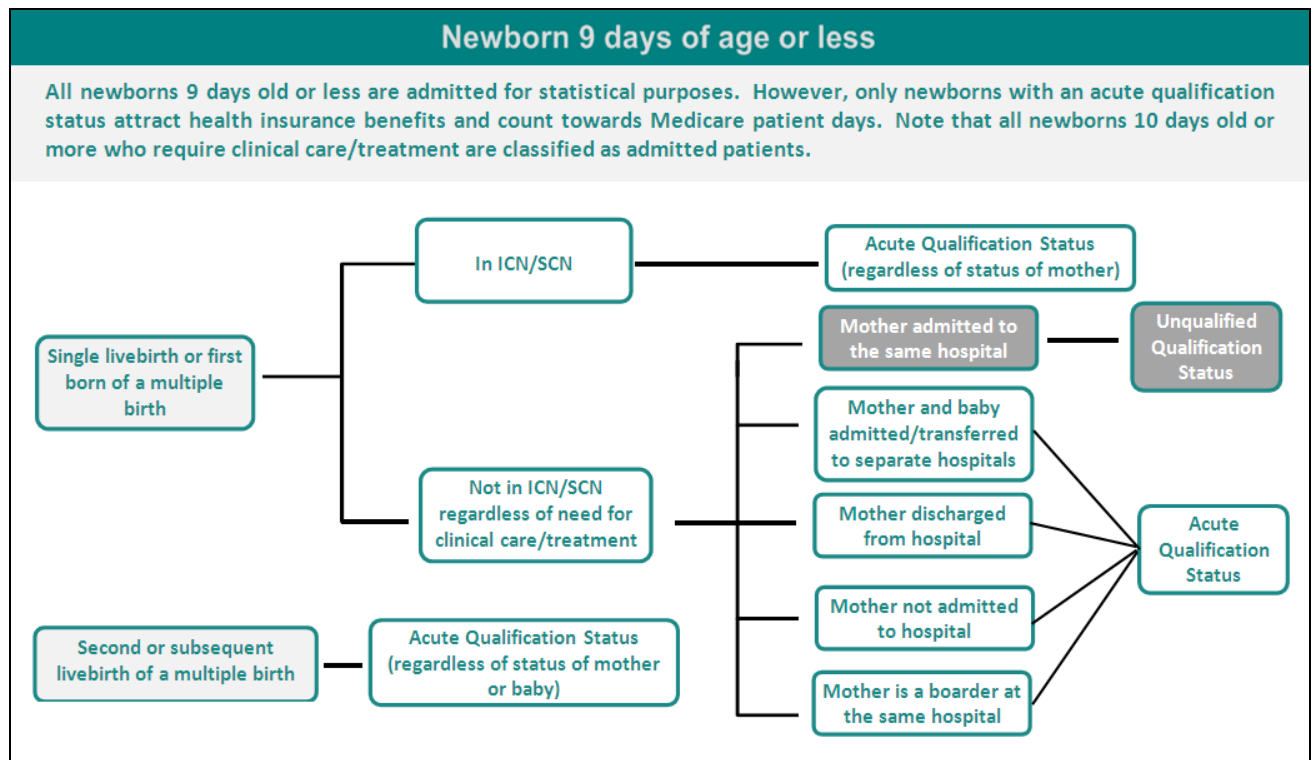 Newborn 9 days of age or less
All newborns 9 days old or less are admitted for statistical purposes. However, only newborns with an acute qualification
status attract health insurance benefits and count towards Medicare patient days. Note that all newborns 10 days old or
more who require clinical care/treatment are classified as admitted patients.
Single livebirth or first
born of a multiple
birth
In ICN/SCN
Acute Qualification Status
(regardless of status of mother)
Not in ICN/SCN
regardless of need for
clinical care/treatment
Mother admitted to
the same hospital
Unqualified
Qualification
Status
Mother and baby
admitted/transferred
to separate hospitals
Mother discharged
from hospital
Mother not admitted
to hospital
Mother is a boarder at
the same hospital
Acute
Qualification
Status
Second or subsequent
livebirth of a multiple birth
Acute Qualification Status
(regardless of status of mother
or baby)